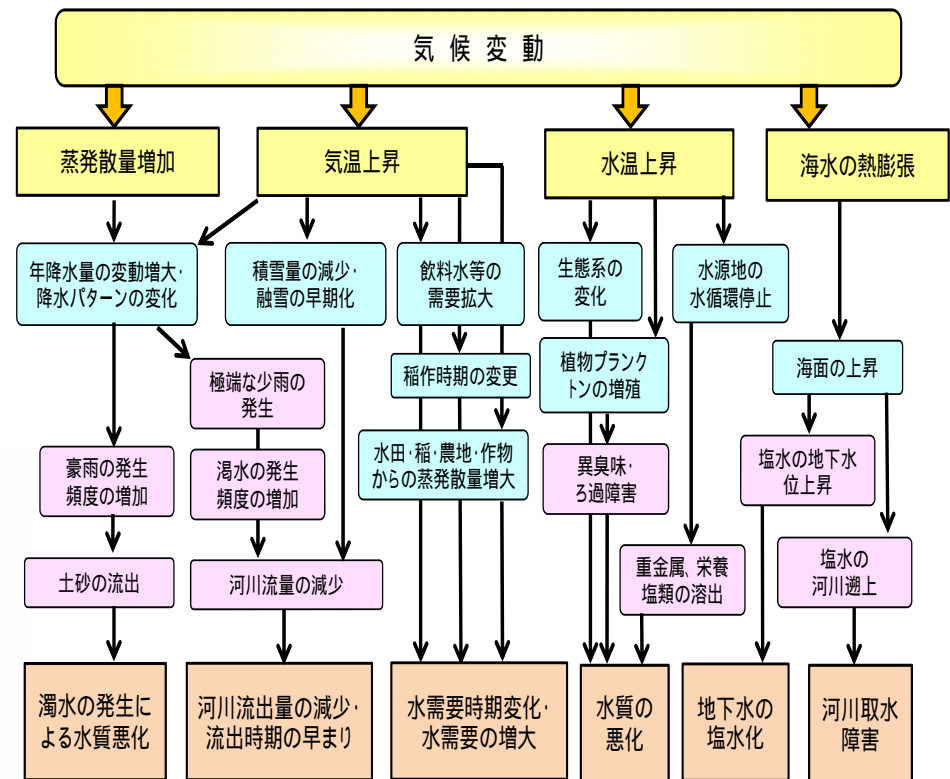 気候変動
蒸発散量増加
気温上昇
水温上昇
海水の熱膨張
年降水量の変動増大・
降水パターンの変化
積雪量の減少・
融雪の早期化
飲料水等の
需要拡大
生態系の
変化
水源地の
水循環停止
極端な少雨の
発生
稲作時期の変更
植物プランク
トンの増殖
海面の上昇
豪雨の発生
頻度の増加
渇水の発生
頻度の増加
水田・稲・農地・作物
からの蒸発散量増大
異臭味・
ろ過障害
塩水の地下水
位上昇
土砂の流出
河川流量の減少
重金属、栄養
塩類の溶出
塩水の
河川遡上
濁水の発生に
よる水質悪化
河川流出量の減少・
流出時期の早まり
水需要時期変化・
水需要の増大
水質の
悪化
地下水の
塩水化
河川取水
障害